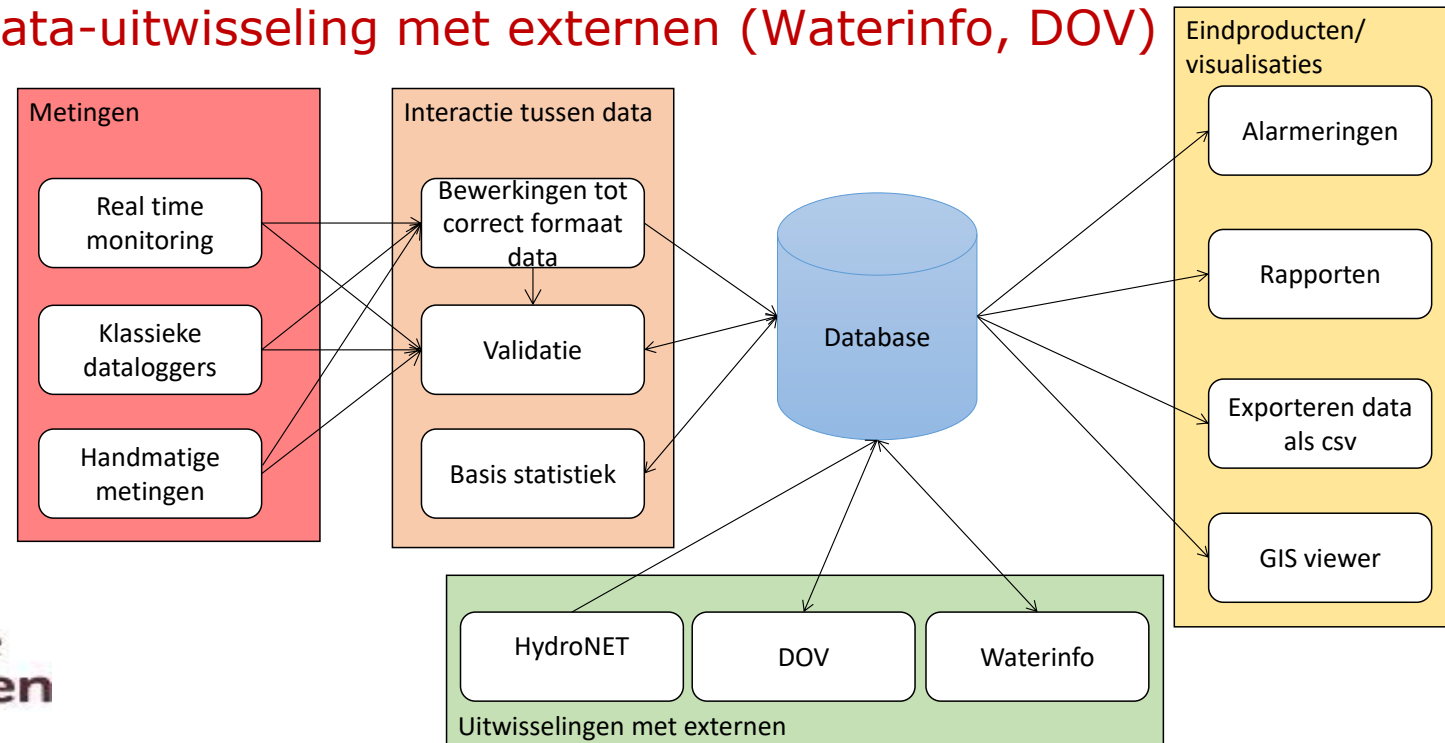 ata-uitwisseling met externen (Waterinfo, DOV)
Eindproducten/
visualisaties
Metingen
Real time
monitoring
Klassieke
dataloggers
Handmatige
metingen
Interactie tussen data
Bewerkingen tot
correct formaat
data
Validatie
Basis statistiek
Database
Alarmeringen
Rapporten
Exporteren data
als csv
GIS viewer
HydroNET
DOV
Waterinfo
Uitwisselingen met externen
en